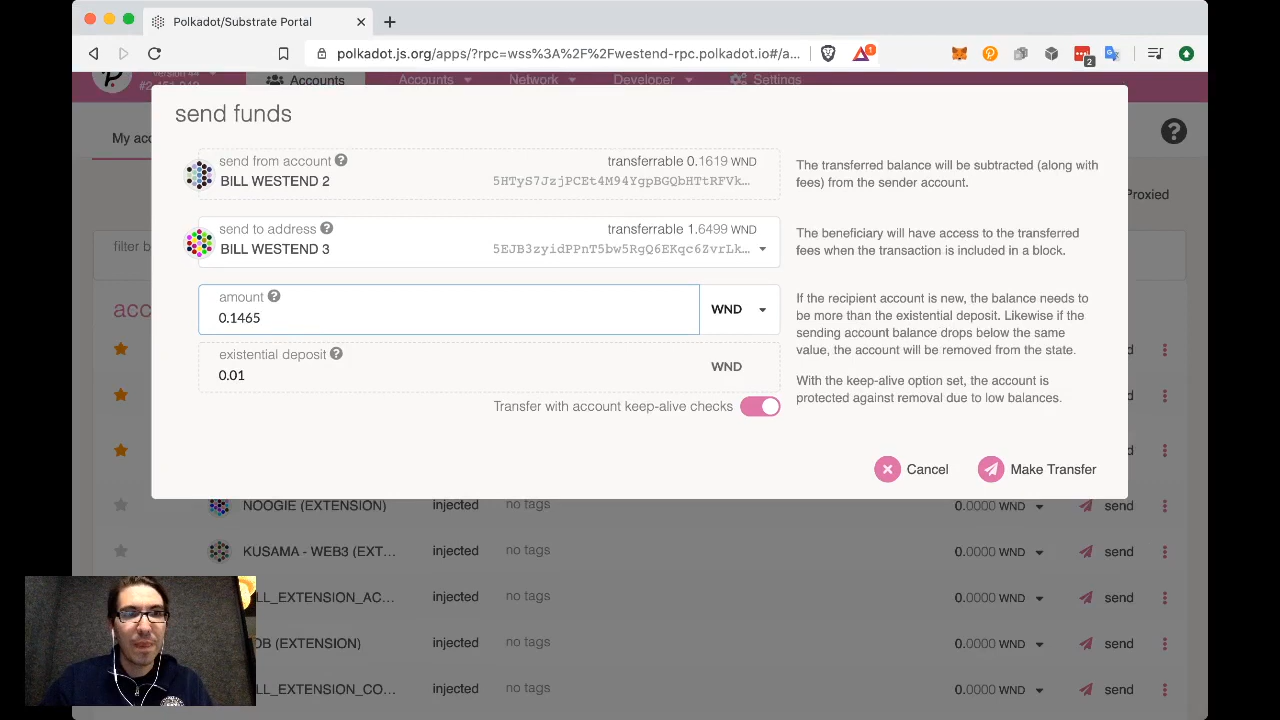 Polkadot/Substrate Portal
polkadot.js.org/apps/?rpc=wss%3A%2F%2Fwestend-rpc.polkadot.io#/a...
1
2
Accounts
Accounts
Network
Developer
Settings
My acc
Proxied
send funds
send from account
transferrable 0.1619 WND
BILL WESTEND 2
5HTyS7JzjPCEt4M94YgpBGQbHTtRFVk...
The transferred balance will be subtracted (along with
fees) from the sender account.
send to address
transferrable 1.6499 WND
BILL WESTEND 3
5EJB3zyidPPnT5bw5RgQ6EKqc6ZvrLk...
The beneficiary will have access to the transferred
fees when the transaction is included in a block.
filter b
amount
0.1465
WND
If the recipient account is new, the balance needs to
be more than the existential deposit. Likewise if the
sending account balance drops below the same
value, the account will be removed from the state.
acc
existential deposit
0.01
WND
With the keep-alive option set, the account is
protected against removal due to low balances.
Transfer with account keep-alive checks
Cancel
Make Transfer
NOOGIE (EXTENSION)
injected
no tags
0.0000 WND
send
KUSAMA - WEB3 (EXT...
injected
no tags
0.0000 WND
send
LL_EXTENSION_AC...
injected
no tags
0.0000 WND
send
DB (EXTENSION)
injected
no tags
0.0000 WND
send
LL_EXTENSION_CO...
injected
no tags
0.0000 WND
send